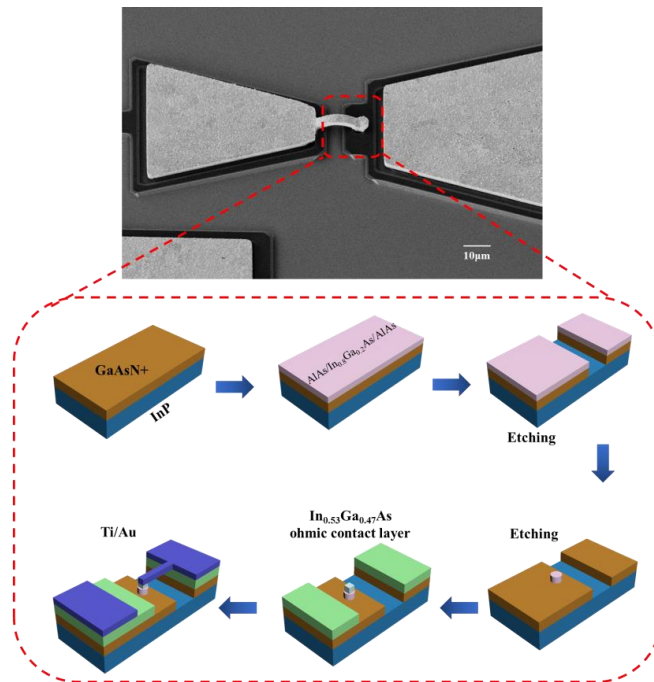 10μm
GaAsN+
InP
AlAs/In₀.₈Ga₀.₂As/AlAs
Etching
Ti/Au
In₀.₅₃Ga₀.₄₇As
ohmic contact layer
Etching